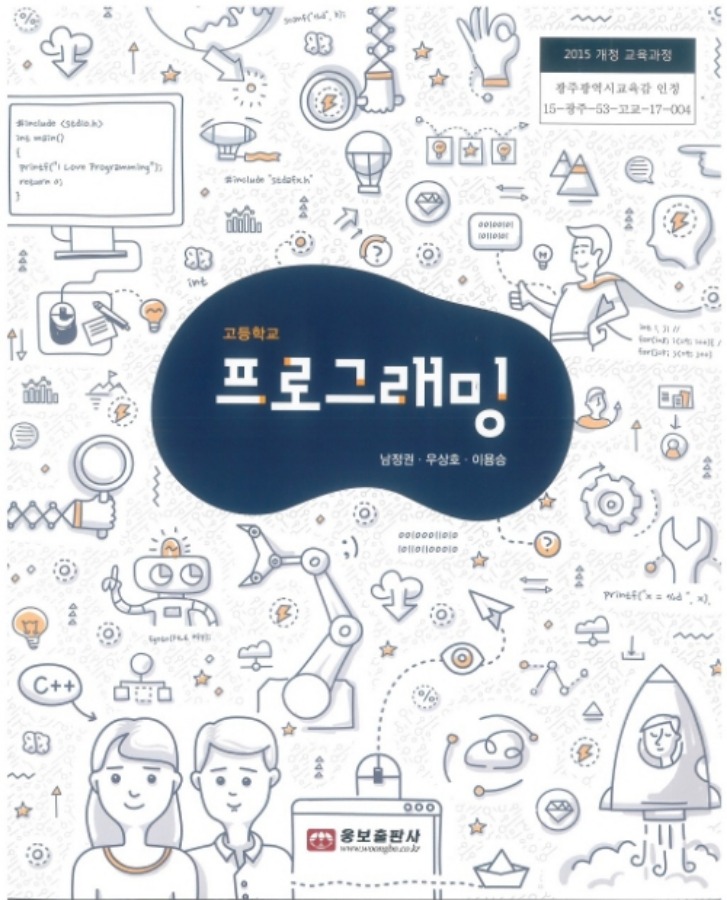 scanf("%d", &x);
2015 개정 교육과정
광주광역시교육감 인정
15-광주-53-고교-17-004
#include <stdio.h>
int main()
{
printf("I Love Programming");
return 0;
}
#include "stdafx.h"
int
고등학교
프로그래밍
남정권 · 우상호 · 이용승
printf("x = %d", x);
C++
웅보출판사
www.woongbo.co.kr